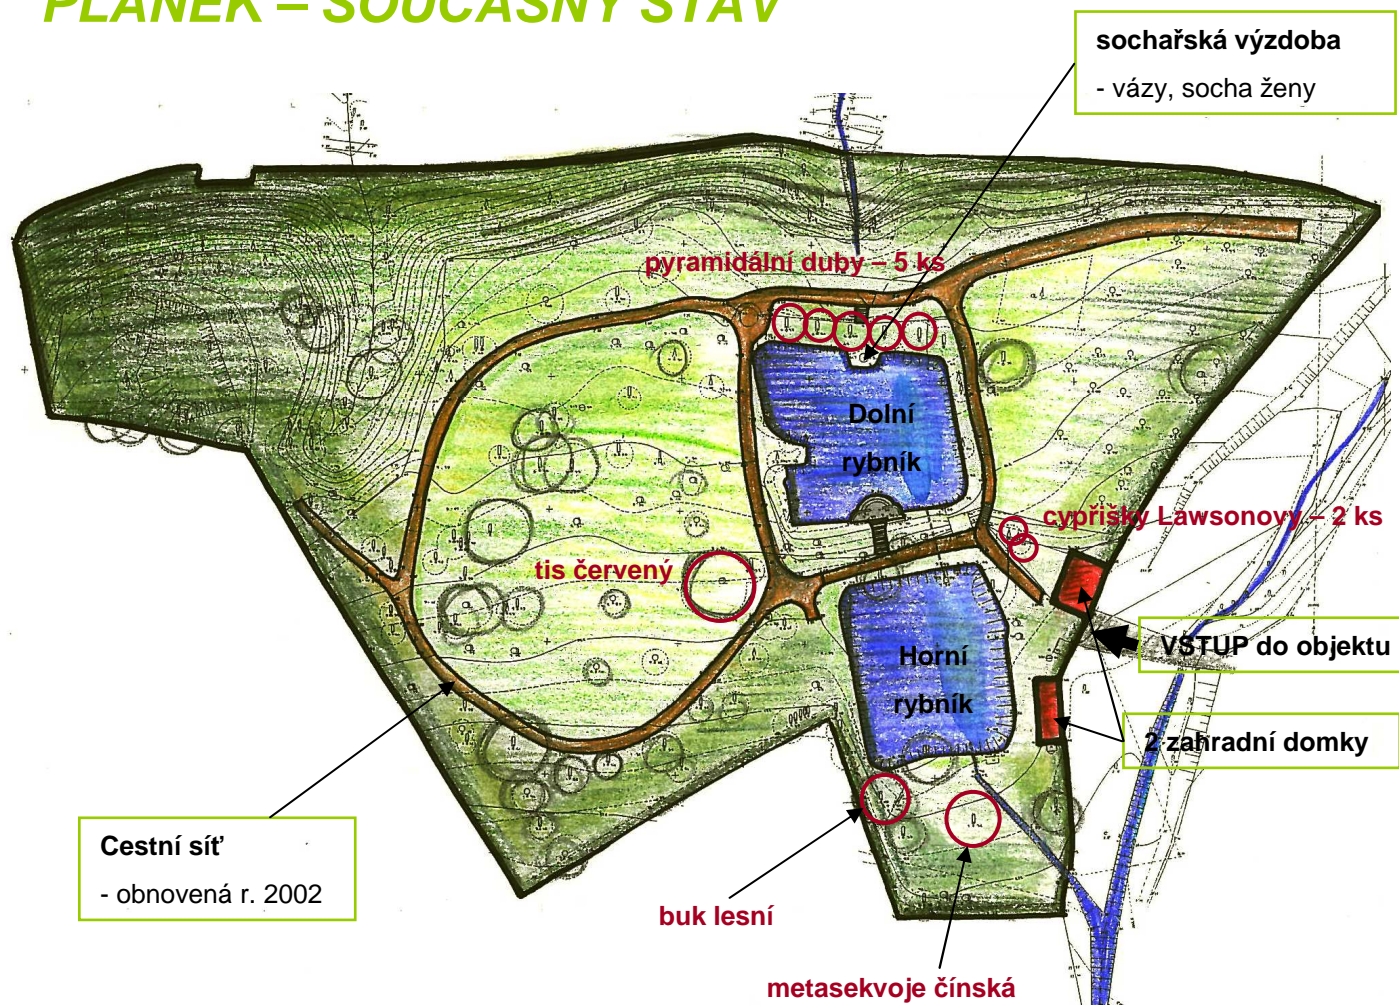 PLÁNEK – SOUČASNÝ STAV
sochařská výzdoba
- vázy, socha ženy
pyramidální duby – 5 ks
Dolní
rybník
cypřišky Lawsonovy – 2 ks
tis červený
VSTUP do objektu
Horní
rybník
2 zahradní domky
Cestní síť
- obnovená r. 2002
buk lesní
metasekvoje čínská